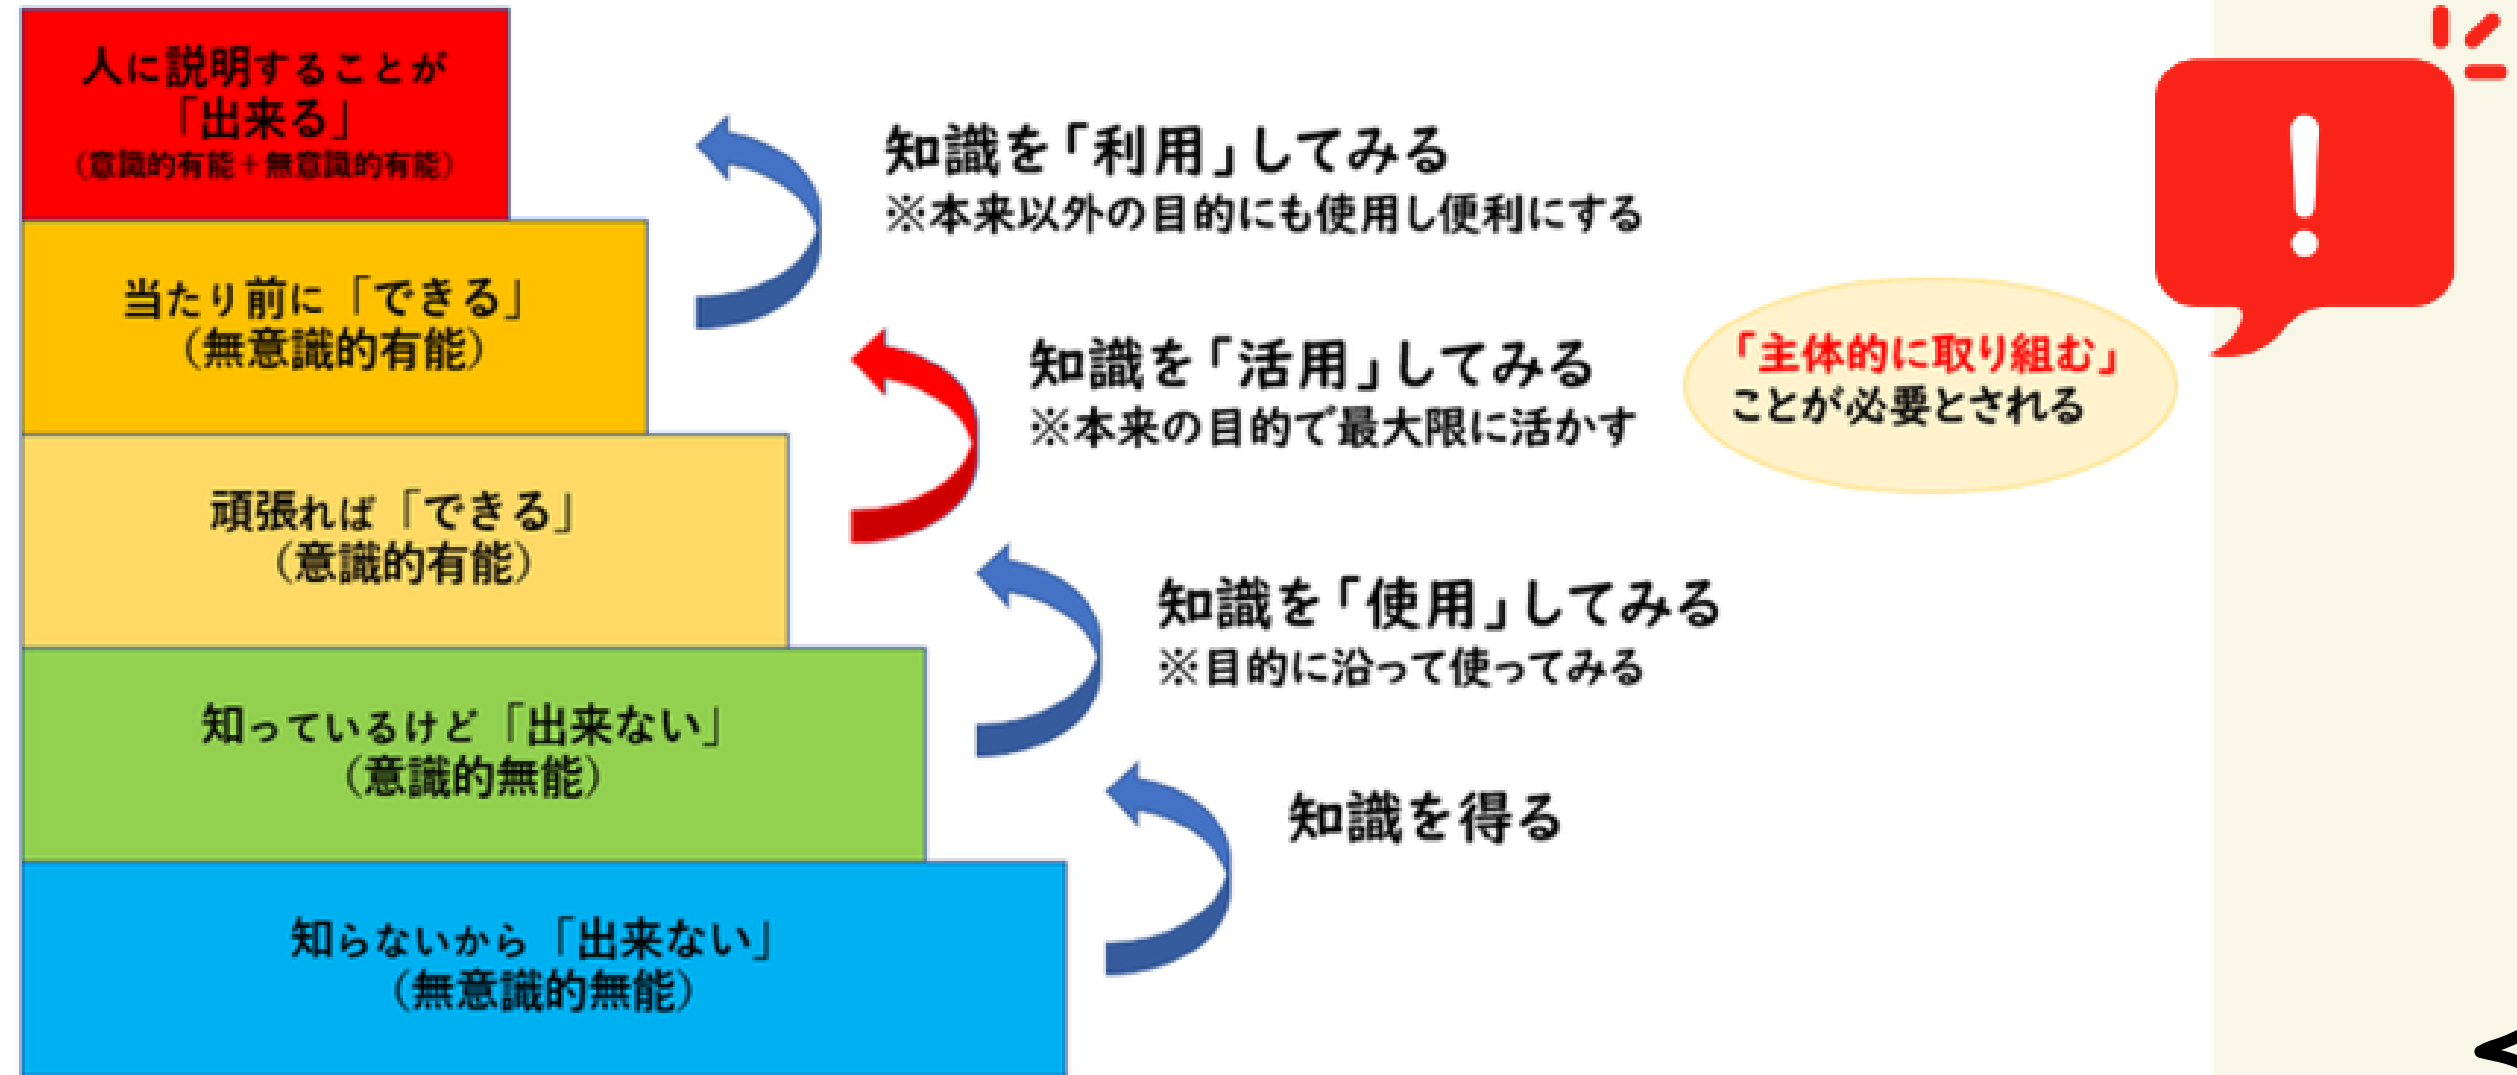 人に説明することが
「出来る」
（意識的有能＋無意識的有能）
知識を「利用」してみる
※本来以外の目的にも使用し便利にする
当たり前に「できる」
（無意識的有能）
知識を「活用」してみる
※本来の目的で最大限に活かす
「主体的に取り組む」
ことが必要とされる
頑張れば「できる」
（意識的有能）
知識を「使用」してみる
※目的に沿って使ってみる
知っているけど「出来ない」
（意識的無能）
知識を得る
知らないから「出来ない」
（無意識的無能）